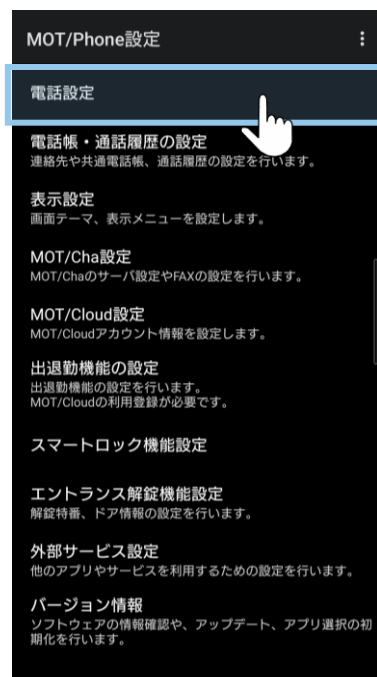 MOT/Phone設定
電話設定
電話帳・通話履歴の設定
連絡先や共通電話帳、通話履歴の設定を行います。
表示設定
画面テーマ、表示メニューを設定します。
MOT/Cha設定
MOT/Chaのサーバ設定やFAXの設定を行います。
MOT/Cloud設定
MOT/Cloudアカウント情報を設定します。
出退勤機能の設定
出退勤機能の設定を行います。
MOT/Cloudの利用登録が必要です。
スマートロック機能設定
エントランス解錠機能設定
解錠特番、ドア情報の設定を行います。
外部サービス設定
他のアプリやサービスを利用するための設定を行います。
バージョン情報
ソフトウェアの情報確認や、アップデート、アプリ選択の初
期化を行います。